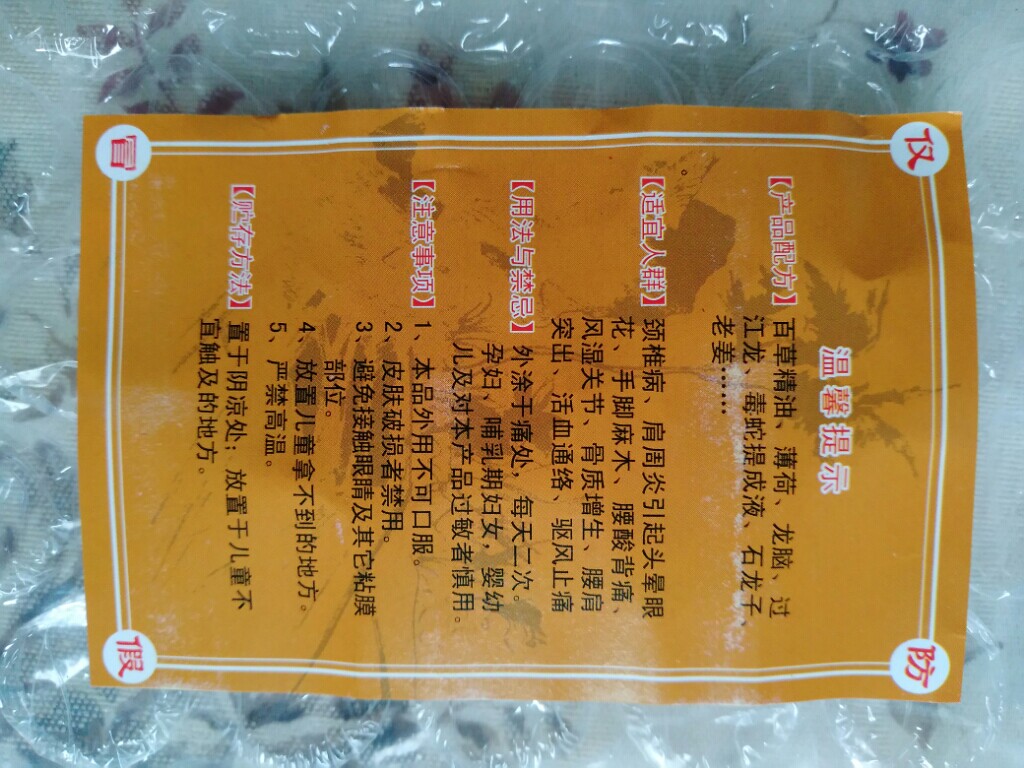 仅 防
温馨提示
【产品配方】百草精油、薄荷、龙脑、过
江龙、毒蛇提成液、石龙子、
老姜……
【适宜人群】颈椎病、肩周炎引起头晕眼
花、手脚麻木、腰酸背痛、
风湿关节、骨质增生、腰肩
突出、活血通络、驱风止痛
。
【用法与禁忌】外涂于痛处，每天二次。
孕妇、哺乳期妇女，婴幼
儿及对本产品过敏者慎用。
【注意事项】1、本品外用不可口服。
2、皮肤破损者禁用。
3、避免接触眼睛及其它粘膜
部位。
4、放置儿童拿不到的地方。
5、严禁高温。
【贮存方法】置于阴凉处；放置于儿童不
宜触及的地方。
冒 假